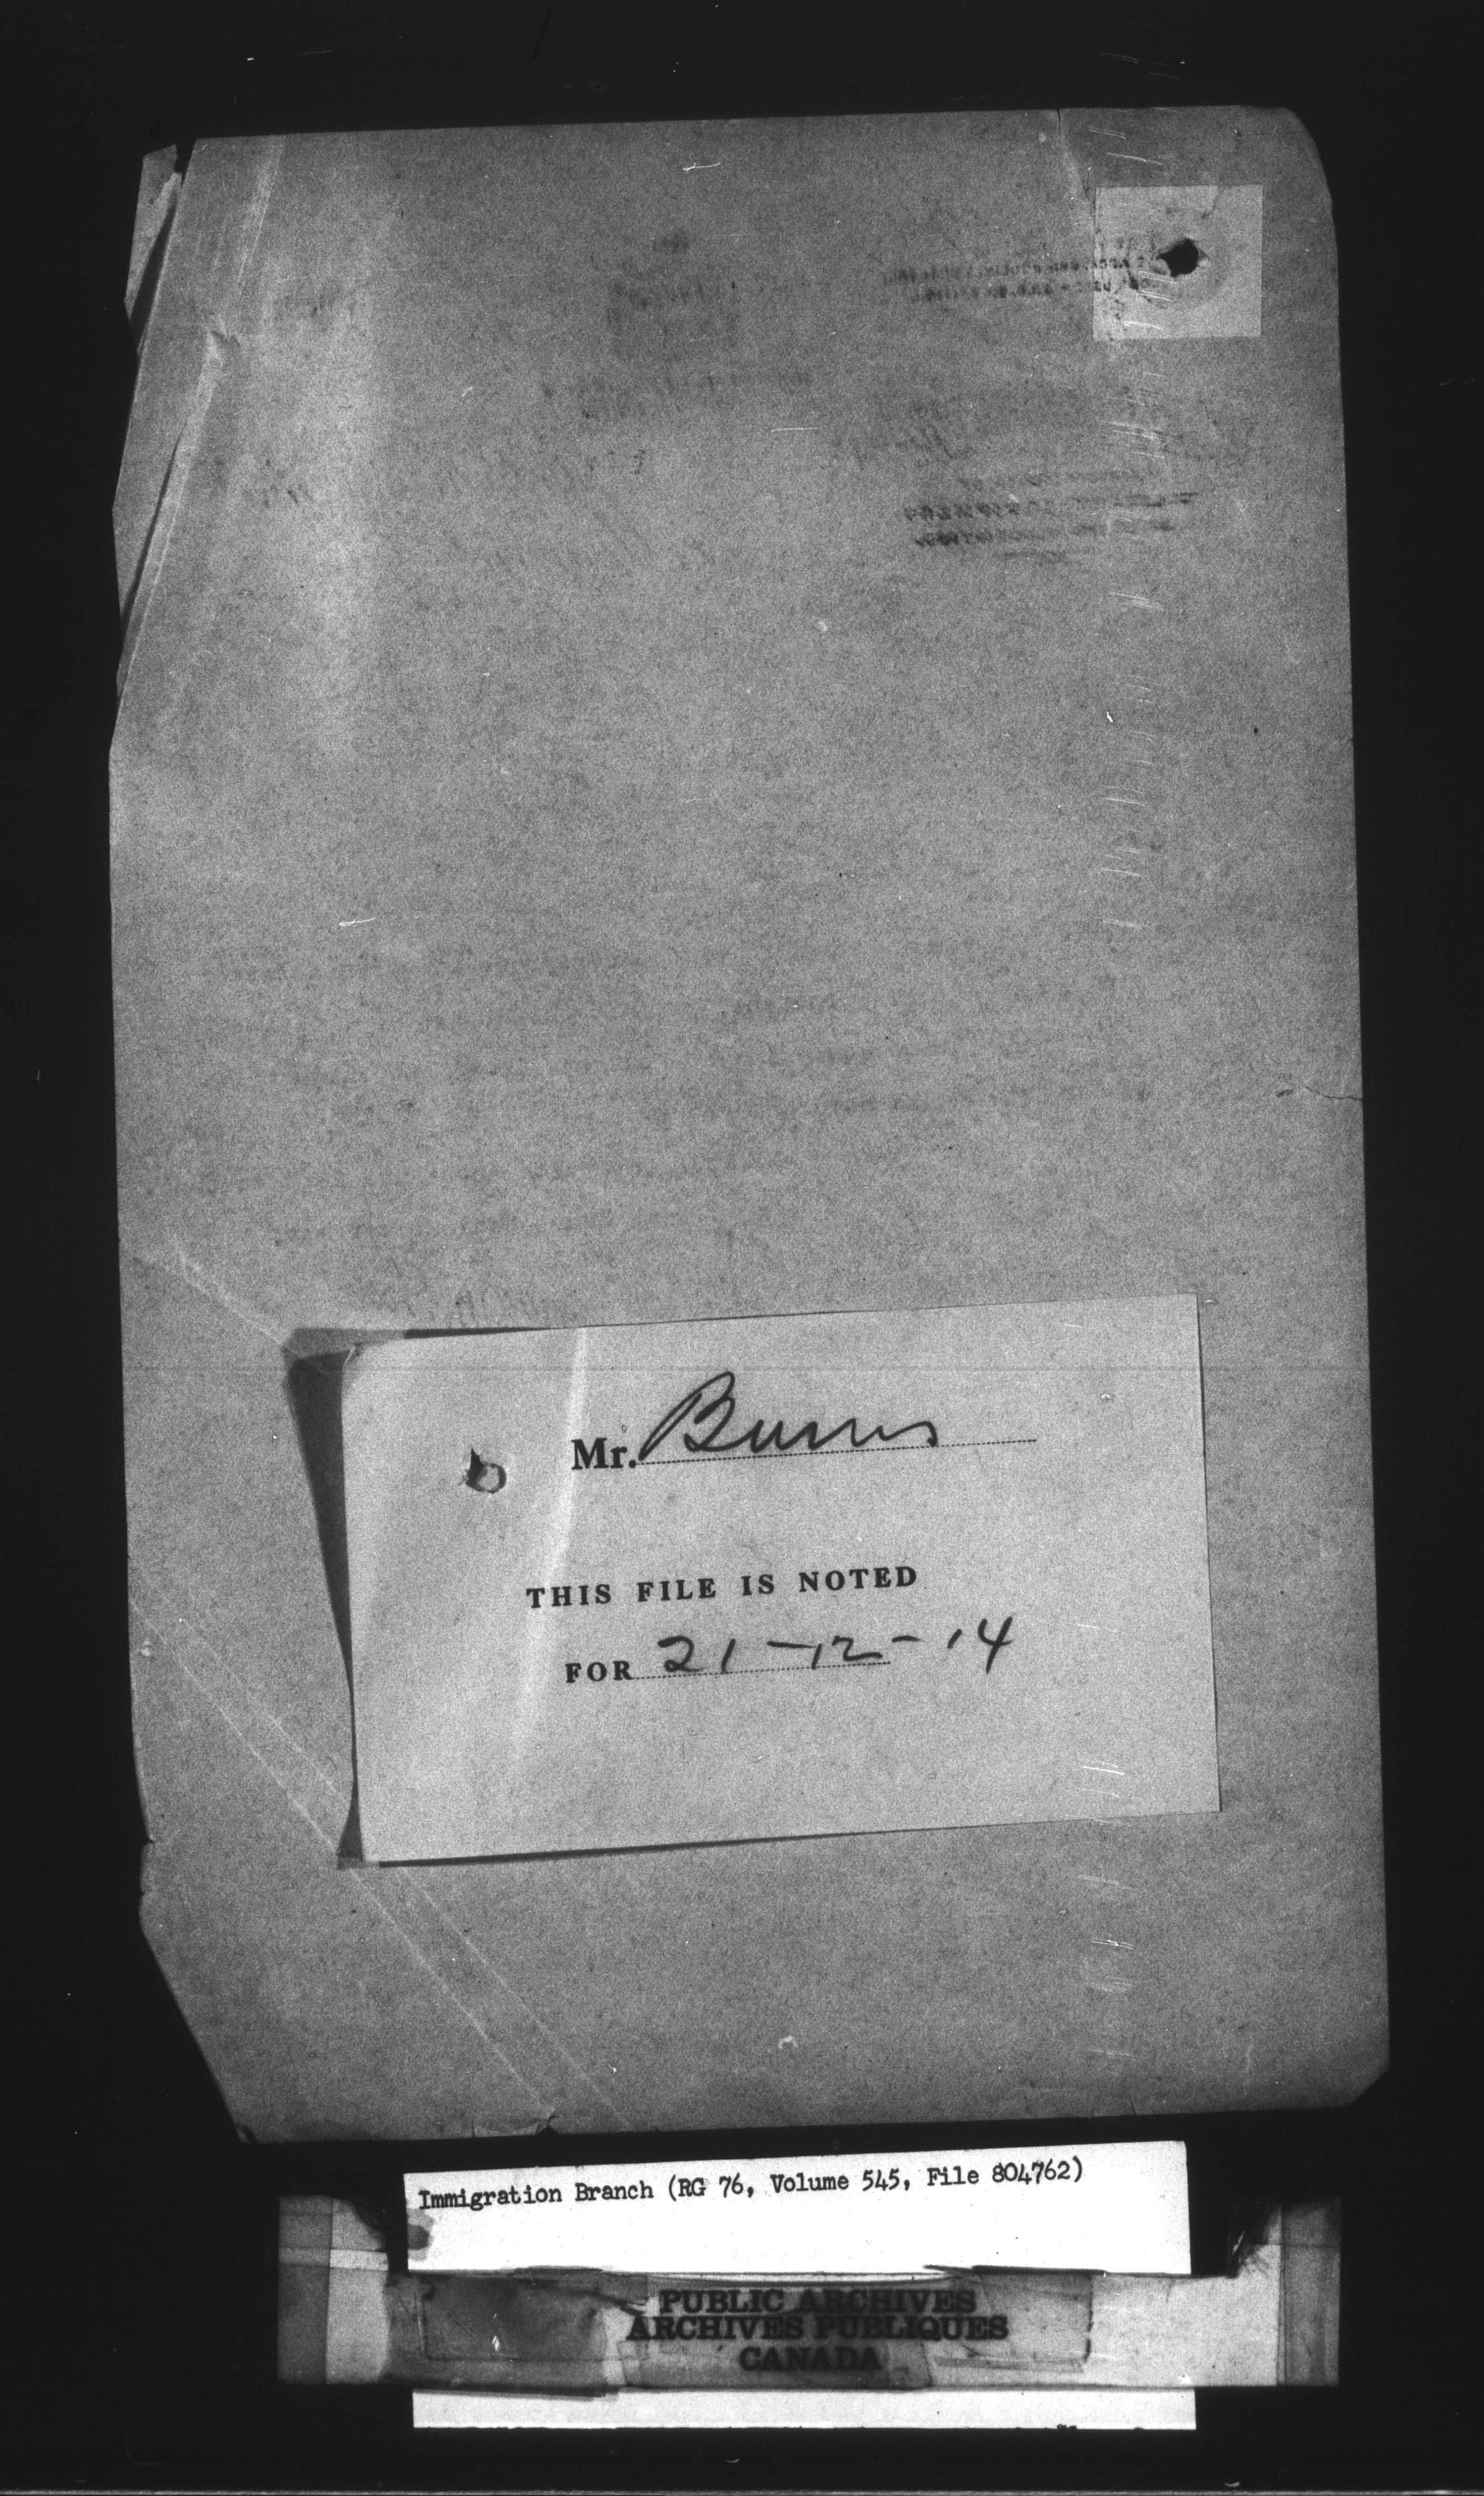 Mr. Burns
THIS FILE IS NOTED
FOR 21-12-14
Immigration Branch (RG 76, Volume 545, File 804762)
PUBLIC ARCHIVES
ARCHIVES PUBLIQUES
CANADA